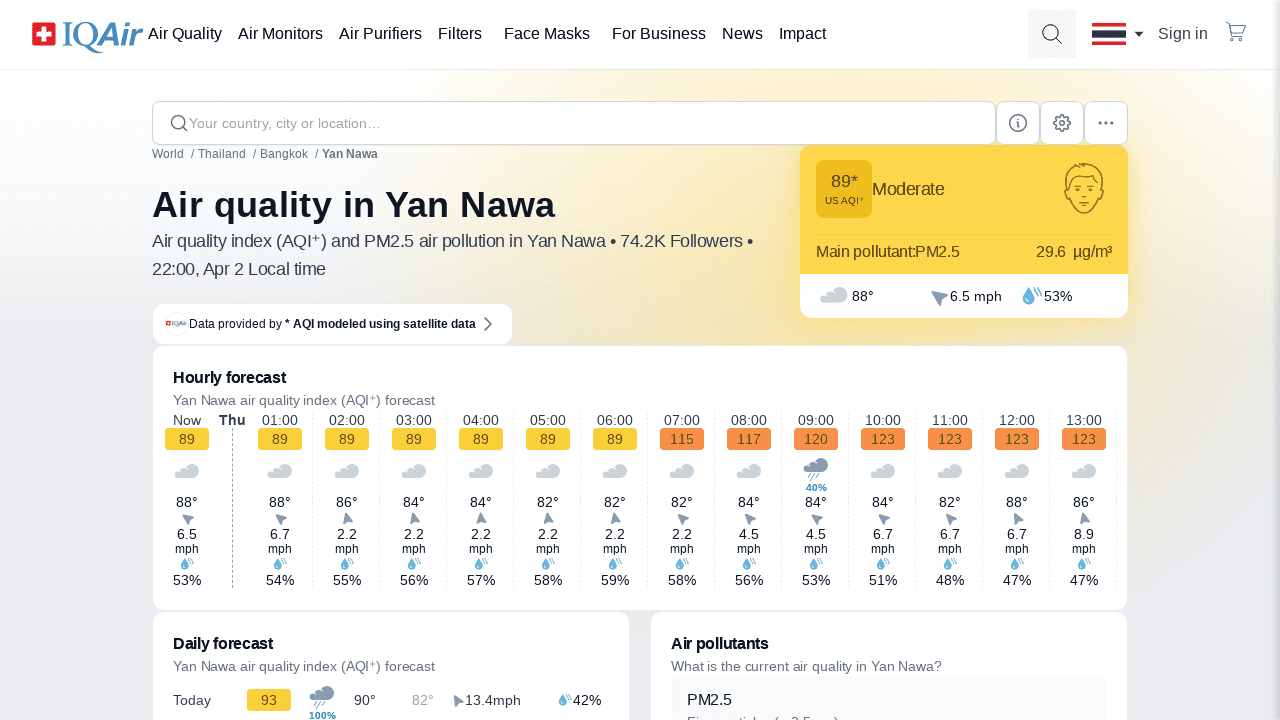 IQAir Air Quality Air Monitors Air Purifiers Filters Face Masks For Business News Impact Sign in
Your country, city or location…
World / Thailand / Bangkok / Yan Nawa
Air quality in Yan Nawa
Air quality index (AQI⁺) and PM2.5 air pollution in Yan Nawa • 74.2K Followers •
22:00, Apr 2 Local time
Data provided by * AQI modeled using satellite data
89*
US AQI⁺
Moderate
Main pollutant:PM2.5 29.6 µg/m³
88° 6.5 mph 53%
Hourly forecast
Yan Nawa air quality index (AQI⁺) forecast
Now Thu 01:00 02:00 03:00 04:00 05:00 06:00 07:00 08:00 09:00 10:00 11:00 12:00 13:00
89 89 89 89 89 89 89 115 117 120 123 123 123 123
40%
88° 88° 86° 84° 84° 82° 82° 82° 84° 84° 84° 82° 88° 86°
6.5 6.7 2.2 2.2 2.2 2.2 2.2 2.2 4.5 4.5 6.7 6.7 6.7 8.9
mph mph mph mph mph mph mph mph mph mph mph mph mph mph
53% 54% 55% 56% 57% 58% 59% 58% 56% 53% 51% 48% 47% 47%
Daily forecast
Yan Nawa air quality index (AQI⁺) forecast
Today 93 90° 82° 13.4mph 42%
100%
Air pollutants
What is the current air quality in Yan Nawa?
PM2.5